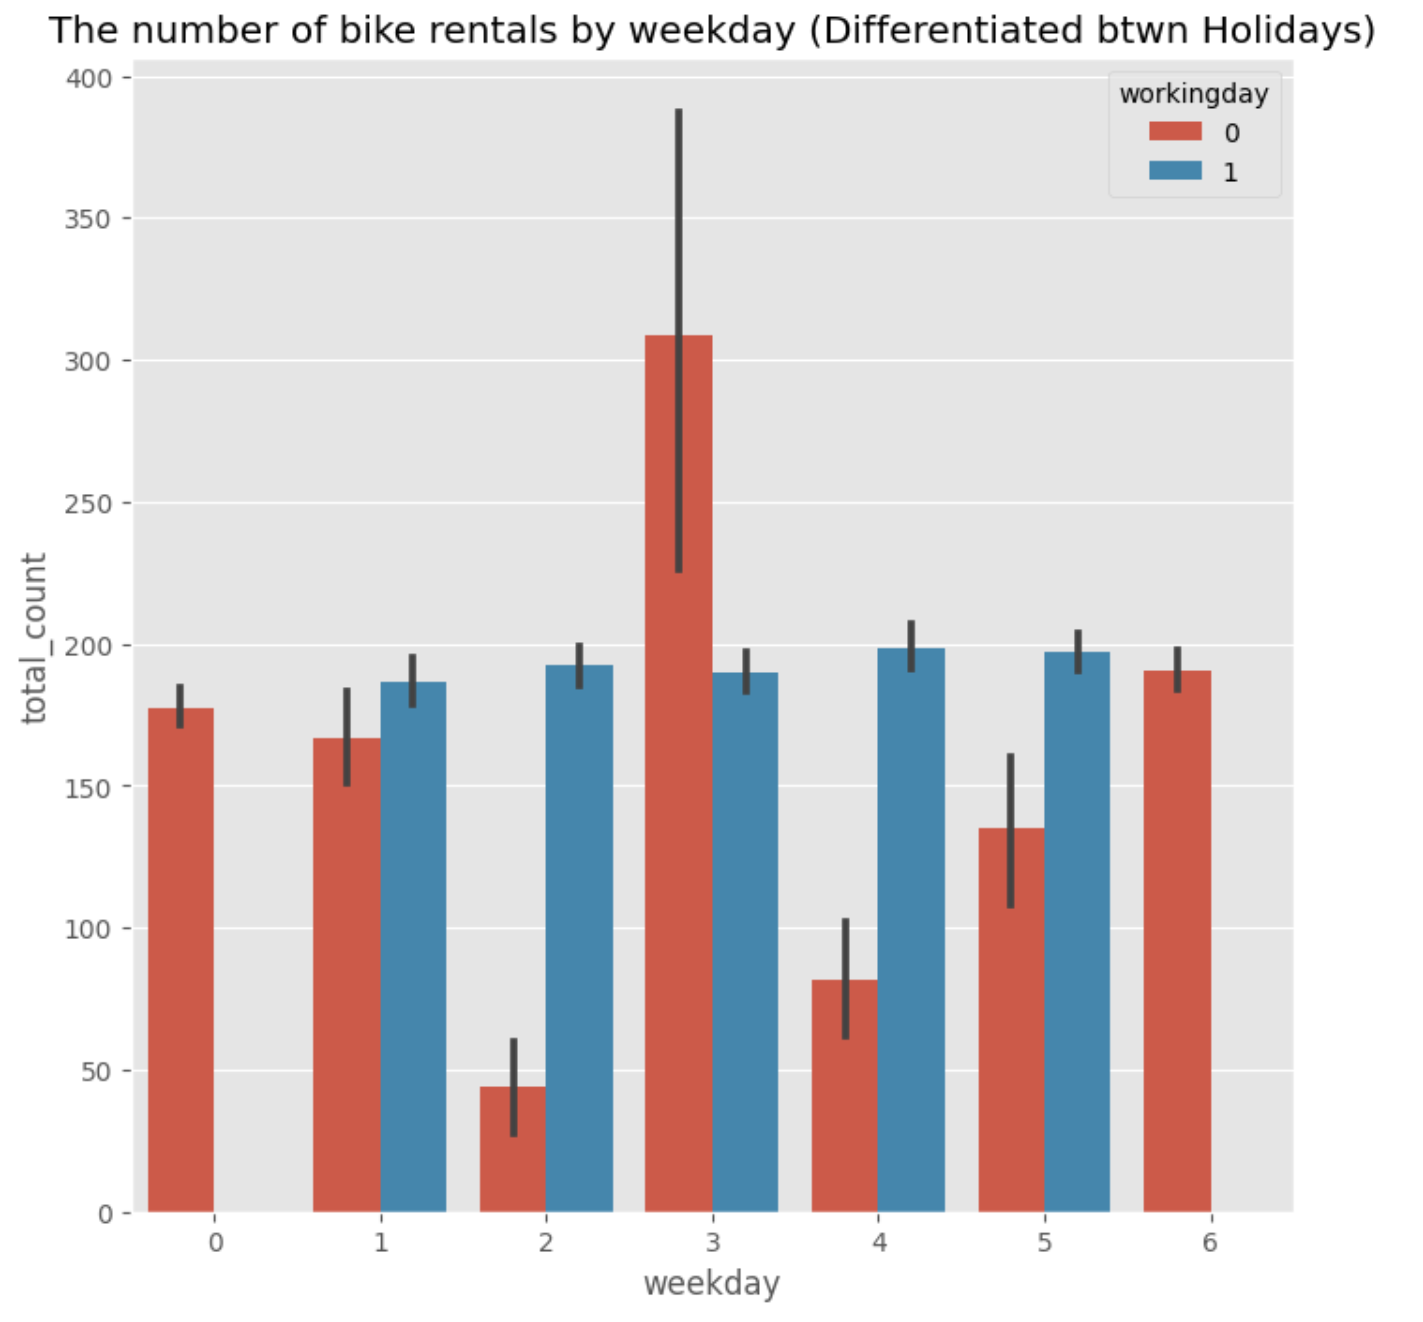 The number of bike rentals by weekday (Differentiated btwn Holidays)
workingday
0
1
400
350
300
250
200
150
100
50
0
total_count
0 1 2 3 4 5 6
weekday